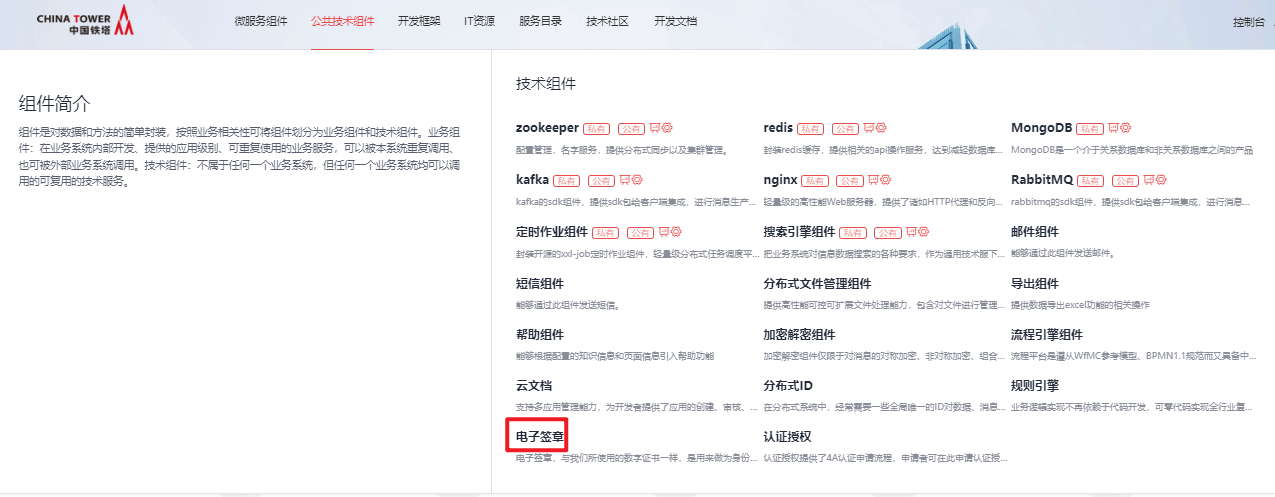 CHINA TOWER
中国铁塔
微服务组件 公共技术组件 开发框架 IT资源 服务目录 技术社区 开发文档 控制台
组件简介
组件是对数据和方法的简单封装，按照业务相关性可将组件划分为业务组件和技术组件。业务组
件：在业务系统内部开发、提供的应用级别、可重复使用的业务服务，可以被本系统重复调用、
也可被外部业务系统调用。技术组件：不属于任何一个业务系统，但任何一个业务系统均可以调
用的可复用的技术服务。
技术组件
zookeeper 私有 公有
配置管理，名字服务，提供分布式同步以及集群管理。
redis 私有 公有
封装redis缓存，提供相关的api操作服务，达到减轻数据库...
MongoDB 私有
MongoDB是一个介于关系数据库和非关系数据库之间的产品
kafka 私有 公有
kafka的sdk组件，提供sdk包给客户端集成，进行消息生产...
nginx 私有 公有
轻量级的高性能Web服务器，提供了诸如HTTP代理和反向...
RabbitMQ 私有 公有
rabbitmq的sdk组件，提供sdk包给客户端集成，进行消息...
定时作业组件 私有 公有
封装开源的xxl-job定时作业组件，轻量级分布式任务调度平...
搜索引擎组件 私有 公有
把业务系统对信息数据搜索的各种要求，作为通用技术服下...
邮件组件
能够通过此组件发送邮件。
短信组件
能够通过此组件发送短信。
分布式文件管理组件
提供高性能可控可扩展文件处理能力，包含对文件进行管理...
导出组件
提供数据导出excel功能的相关操作
帮助组件
能够根据配置的知识信息和页面信息引入帮助功能
加密解密组件
加密解密组件仅限于对消息的对称加密、非对称加密、组合...
流程引擎组件
流程平台是遵从WfMC参考模型、BPMN1.1规范而又具备中...
云文档
支持多应用管理能力，为开发者提供了应用的创建、审核、...
分布式ID
在分布式系统中，经常需要一些全局唯一的ID对数据、消息...
规则引擎
业务逻辑实现不再依赖于代码开发，可零代码实现全行业复...
电子签章
电子签章，与我们所使用的数字证书一样，是用来做为身份...
认证授权
认证授权提供了4A认证申请流程，申请者可在此申请认证授...